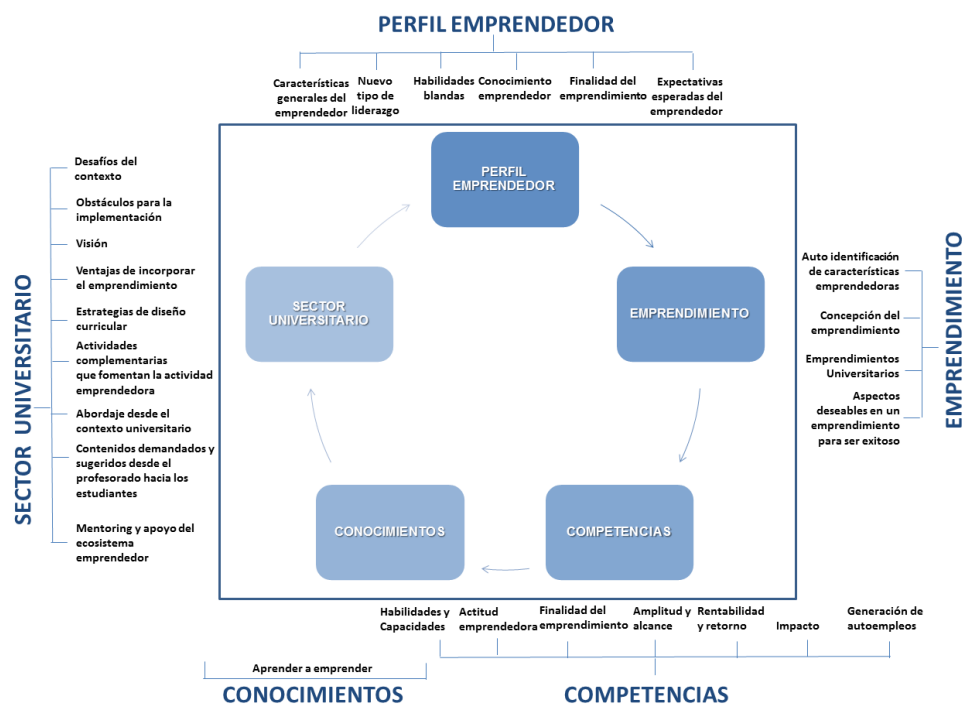 PERFIL EMPRENDEDOR
Características
generales del
emprendedor
Nuevo
tipo de
liderazgo
Habilidades
blandas
Conocimiento
emprendedor
Finalidad del
emprendimiento
Expectativas
esperadas del
emprendedor
PERFIL
EMPRENDEDOR
EMPRENDIMIENTO
COMPETENCIAS
CONOCIMIENTOS
SECTOR
UNIVERSITARIO
SECTOR UNIVERSITARIO
Desafíos del
contexto
Obstáculos para la
implementación
Visión
Ventajas de incorporar
el emprendimiento
Estrategias de diseño
curricular
Actividades
complementarias
que fomentan la actividad
emprendedora
Abordaje desde el
contexto universitario
Contenidos demandados y
sugeridos desde el
profesorado hacia los
estudiantes
Mentoring y apoyo del
ecosistema
emprendedor
Auto identificación
de características
emprendedoras
Concepción del
emprendimiento
Emprendimientos
Universitarios
Aspectos
deseables en un
emprendimiento
para ser exitoso
EMPRENDIMIENTO
Habilidades y
Capacidades
Actitud
emprendedora
Finalidad del
emprendimiento
Amplitud y
alcance
Rentabilidad
y retorno
Impacto
Generación de
autoempleos
Aprender a emprender
CONOCIMIENTOS
COMPETENCIAS